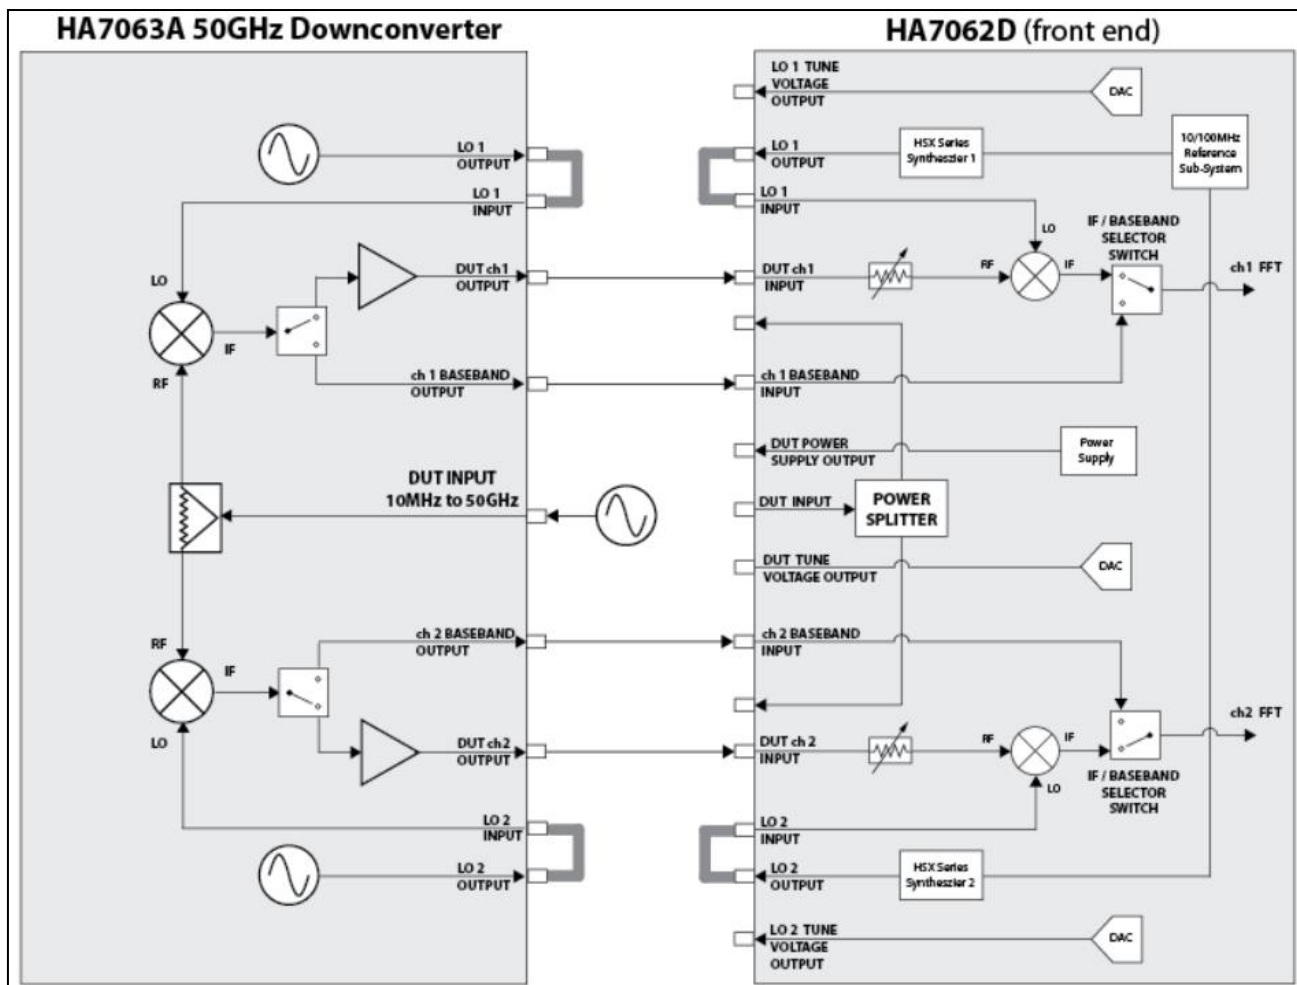 HA7063A 50GHz Downconverter
LO 1
OUTPUT
LO 1
INPUT
LO
DUT ch1
OUTPUT
IF
RF
ch 1 BASEBAND
OUTPUT
DUT INPUT
10MHz to 50GHz
RF
ch 2 BASEBAND
OUTPUT
IF
LO
DUT ch2
OUTPUT
LO 2
INPUT
LO 2
OUTPUT
HA7062D (front end)
LO 1 TUNE
VOLTAGE
OUTPUT
DAC
LO 1
OUTPUT
HSX Series
Syntheszier 1
10/100MHz
Reference
Sub-System
LO 1
INPUT
LO
IF / BASEBAND
SELECTOR
SWITCH
DUT ch1
INPUT
RF
IF
ch1 FFT
ch 1 BASEBAND
INPUT
DUT POWER
SUPPLY OUTPUT
Power
Supply
DUT INPUT
POWER
SPLITTER
DUT TUNE
VOLTAGE OUTPUT
DAC
ch 2 BASEBAND
INPUT
ch2 FFT
DUT ch 2
INPUT
RF
IF
LO
IF / BASEBAND
SELECTOR
SWITCH
LO 2
INPUT
LO 2
OUTPUT
HSX Series
Syntheszier 2
LO 2 TUNE
VOLTAGE
OUTPUT
DAC